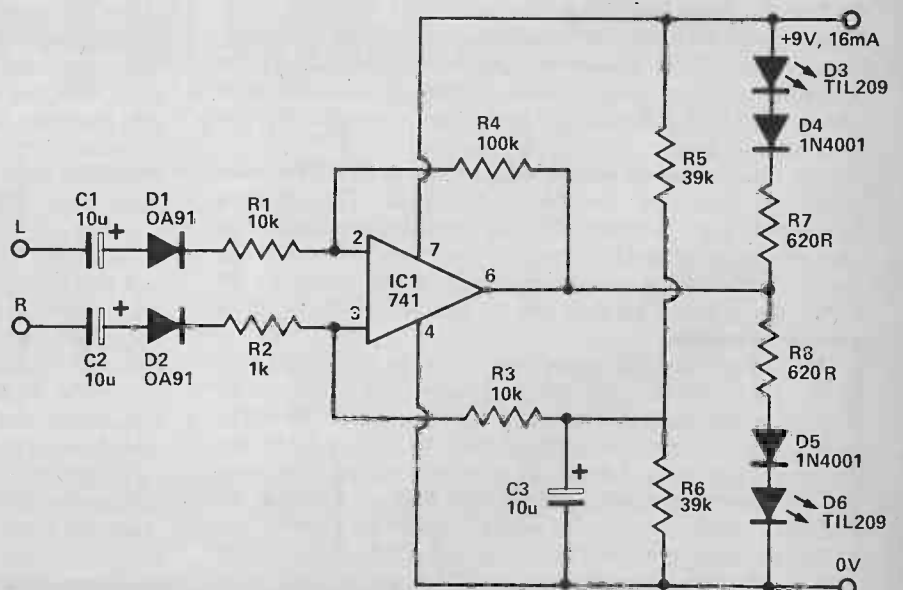 +9V, 16mA
D3
TIL209
D4
1N4001
R4
100k
R5
39k
C1
10u
+
D1
OA91
R1
10k
R7
620R
L
2
7
IC1
741
6
R
+
3
4
C2
10u
D2
OA91
R2
1k
R3
10k
R8
620R
+
C3
10u
R6
39k
D5
1N4001
D6
TIL209
0V